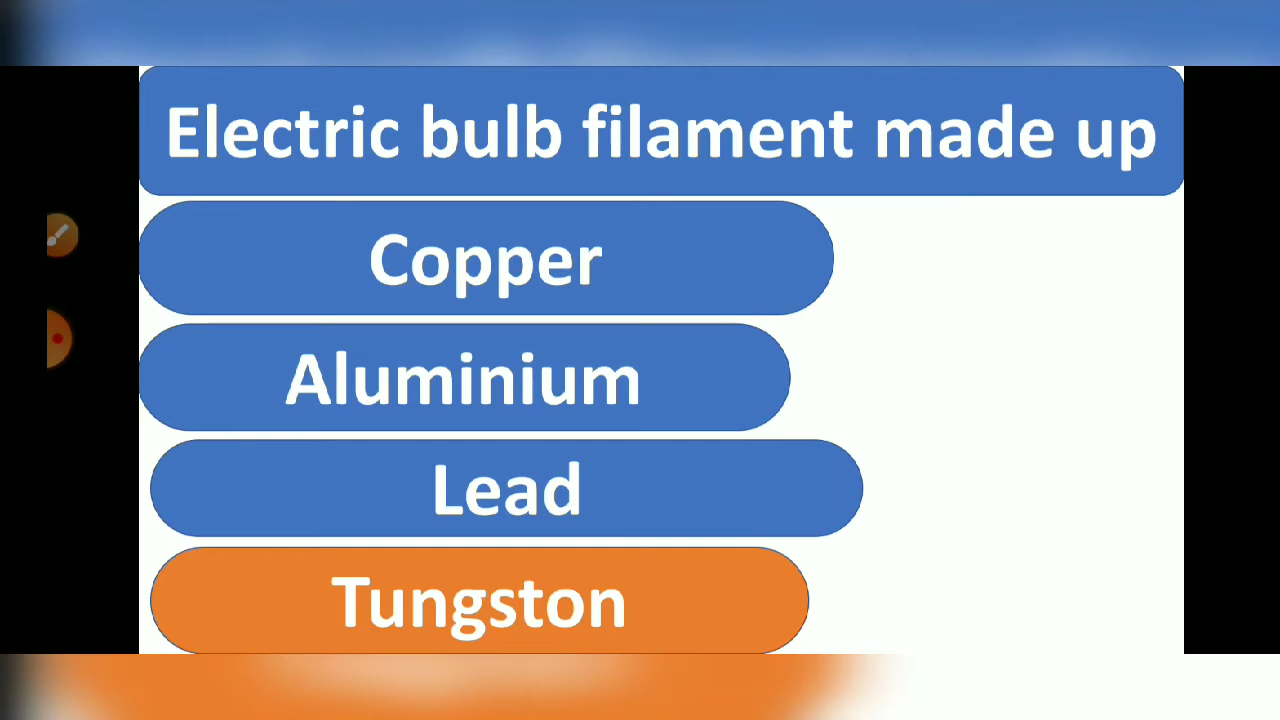 Electric bulb filament made up
Copper
Aluminium
Lead
Tungston